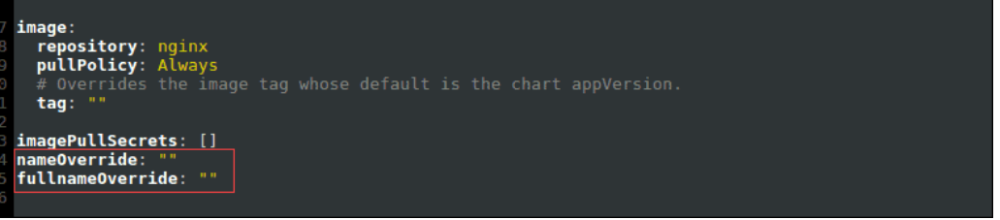 7 image:
8   repository: nginx
9   pullPolicy: Always
0   # Overrides the image tag whose default is the chart appVersion.
1   tag: ""
2
3 imagePullSecrets: []
4 nameOverride: ""
5 fullnameOverride: ""
6